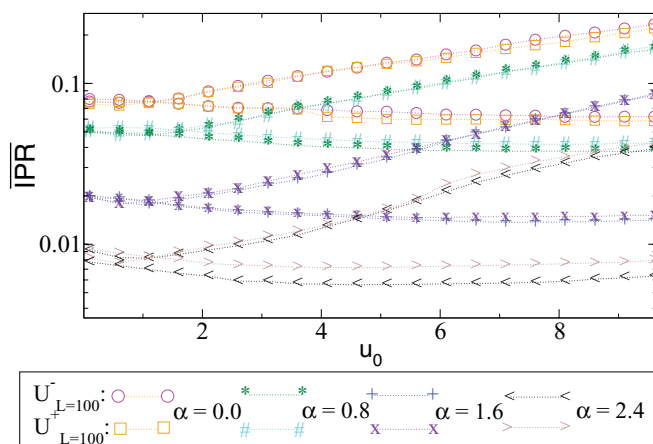 0.1
0.01
IPR
2 4 6 8
u₀
U⁻L=100: α = 0.0 * * α = 0.8 + + α = 1.6 < < α = 2.4
U⁺L=100: # # x x > >